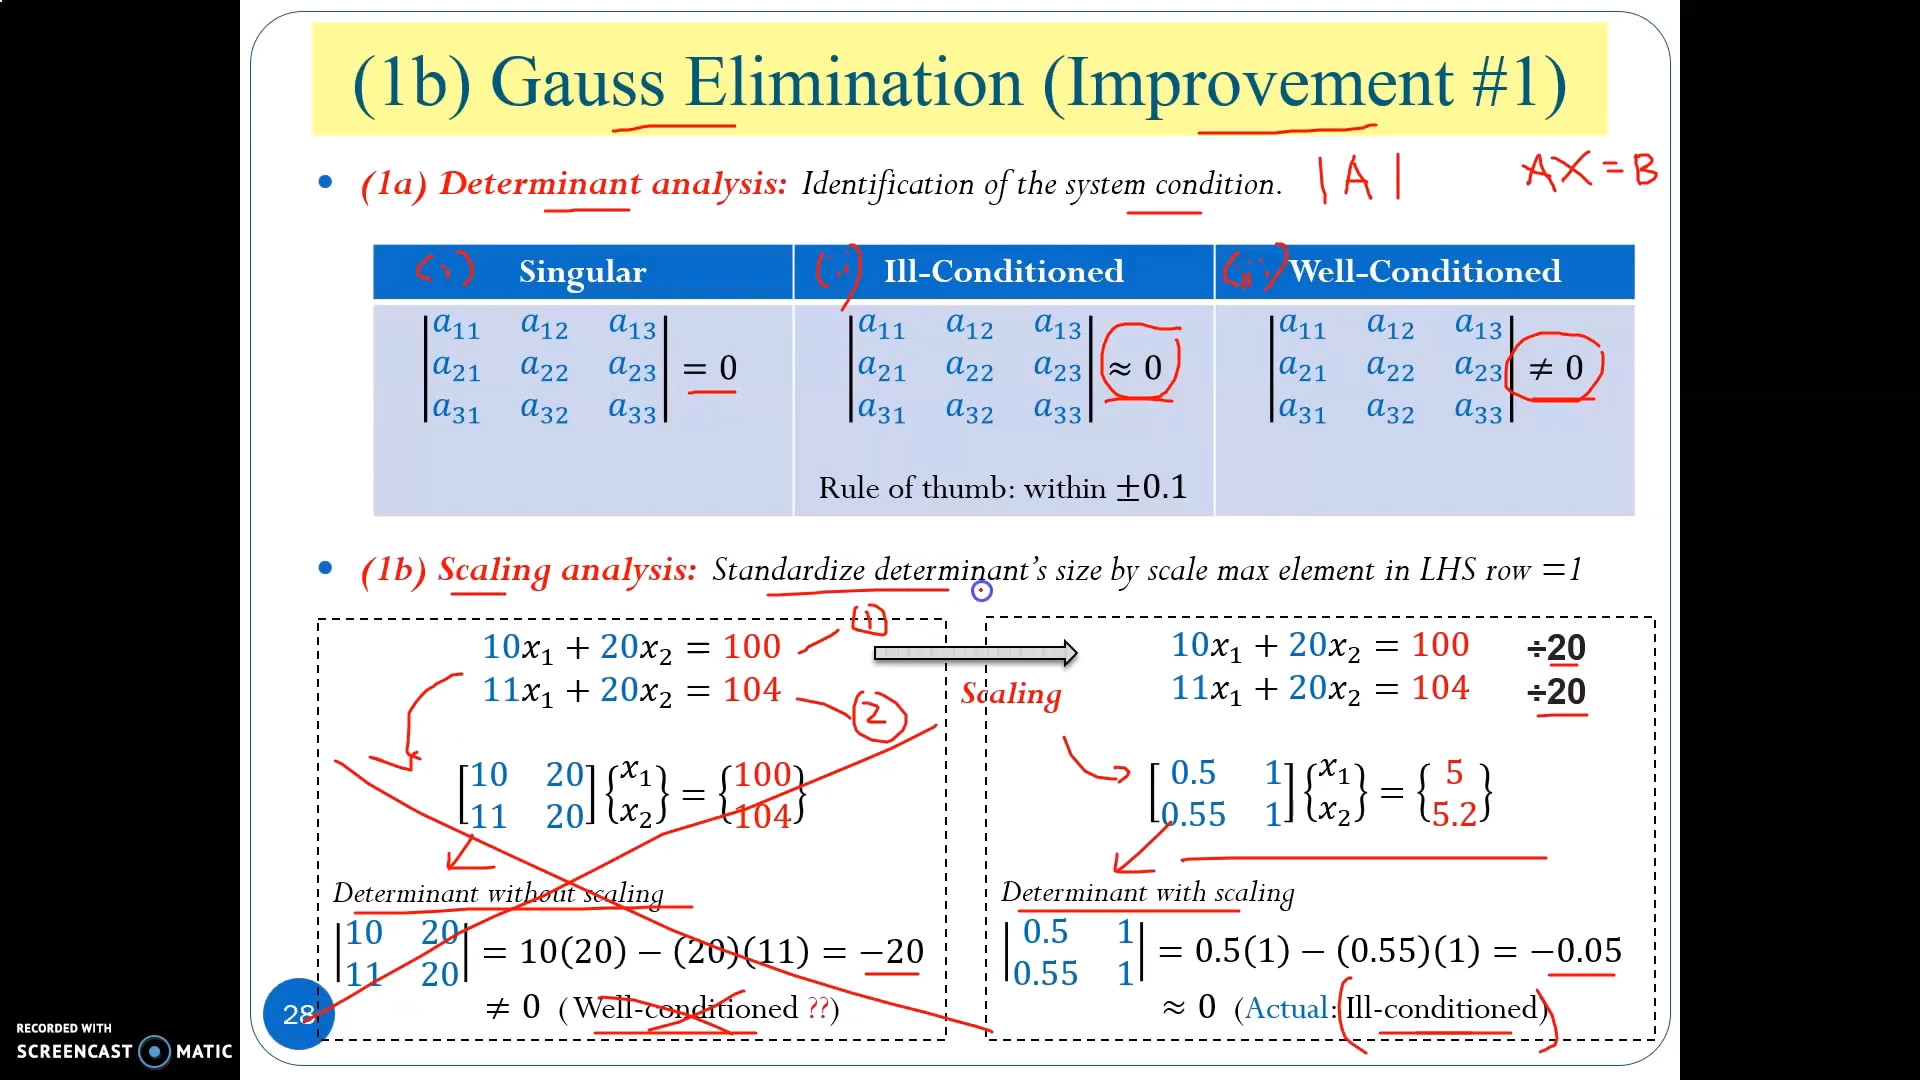 (1b) Gauss Elimination (Improvement #1)
• (1a) Determinant analysis: Identification of the system condition. |A| AX = B
(i) Singular (ii) Ill-Conditioned (iii) Well-Conditioned
|a₁₁ a₁₂ a₁₃| |a₁₁ a₁₂ a₁₃| |a₁₁ a₁₂ a₁₃|
|a₂₁ a₂₂ a₂₃| = 0 |a₂₁ a₂₂ a₂₃| ≈ 0 |a₂₁ a₂₂ a₂₃| ≠ 0
|a₃₁ a₃₂ a₃₃| |a₃₁ a₃₂ a₃₃| |a₃₁ a₃₂ a₃₃|
Rule of thumb: within ±0.1
• (1b) Scaling analysis: Standardize determinant's size by scale max element in LHS row =1
10x₁ + 20x₂ = 100 1
11x₁ + 20x₂ = 104 2
[10 20] {x₁} = {100}
[11 20] {x₂} {104}
Determinant without scaling
|10 20| = 10(20) − (20)(11) = −20
|11 20|
≠ 0 (Well-conditioned ??)
Scaling
10x₁ + 20x₂ = 100 ÷20
11x₁ + 20x₂ = 104 ÷20
[0.5 1] {x₁} = {5}
[0.55 1] {x₂} {5.2}
Determinant with scaling
|0.5 1| = 0.5(1) − (0.55)(1) = −0.05
|0.55 1|
≈ 0 (Actual: Ill-conditioned)
28
RECORDED WITH
SCREENCAST MATIC